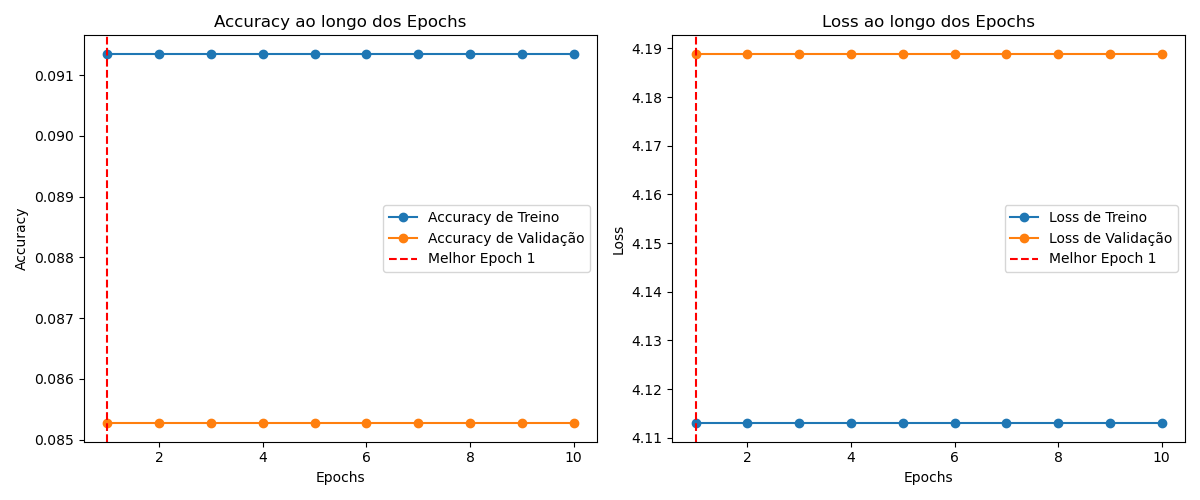 Accuracy ao longo dos Epochs
0.091
0.090
0.089
0.088
0.087
0.086
0.085
Accuracy
2 4 6 8 10
Epochs
Accuracy de Treino
Accuracy de Validação
Melhor Epoch 1
Loss ao longo dos Epochs
4.19
4.18
4.17
4.16
4.15
4.14
4.13
4.12
4.11
Loss
2 4 6 8 10
Epochs
Loss de Treino
Loss de Validação
Melhor Epoch 1